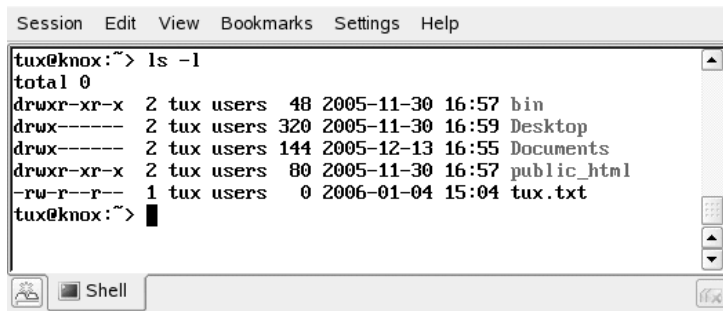 Session Edit View Bookmarks Settings Help
tux@knox:~> ls -l
total 0
drwxr-xr-x 2 tux users 48 2005-11-30 16:57 bin
drwx------ 2 tux users 320 2005-11-30 16:59 Desktop
drwx------ 2 tux users 144 2005-12-13 16:55 Documents
drwxr-xr-x 2 tux users 80 2005-11-30 16:57 public_html
-rw-r--r-- 1 tux users 0 2006-01-04 15:04 tux.txt
tux@knox:~>
Shell